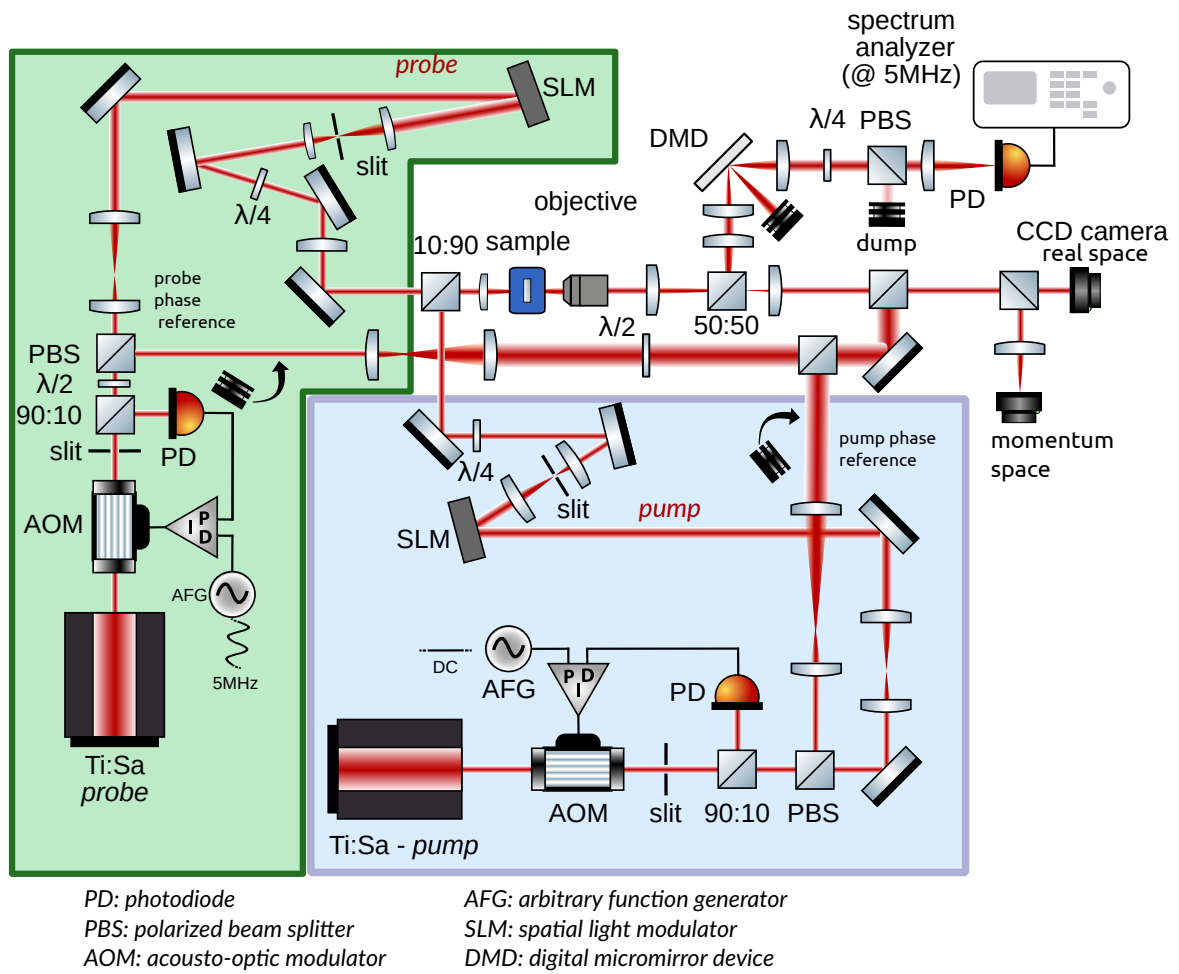 spectrum
analyzer
(@ 5MHz)
probe
SLM
slit
λ/4
DMD
λ/4
PBS
PD
dump
objective
10:90
sample
CCD camera
real space
probe
phase
reference
λ/2
50:50
PBS
λ/2
90:10
slit
PD
AOM
P
I
D
AFG
5MHz
Ti:Sa
probe
momentum
space
pump phase
reference
λ/4
slit
SLM
pump
DC
AFG
P D
I
PD
AOM
slit
90:10
PBS
Ti:Sa - pump
PD: photodiode
PBS: polarized beam splitter
AOM: acousto-optic modulator
AFG: arbitrary function generator
SLM: spatial light modulator
DMD: digital micromirror device